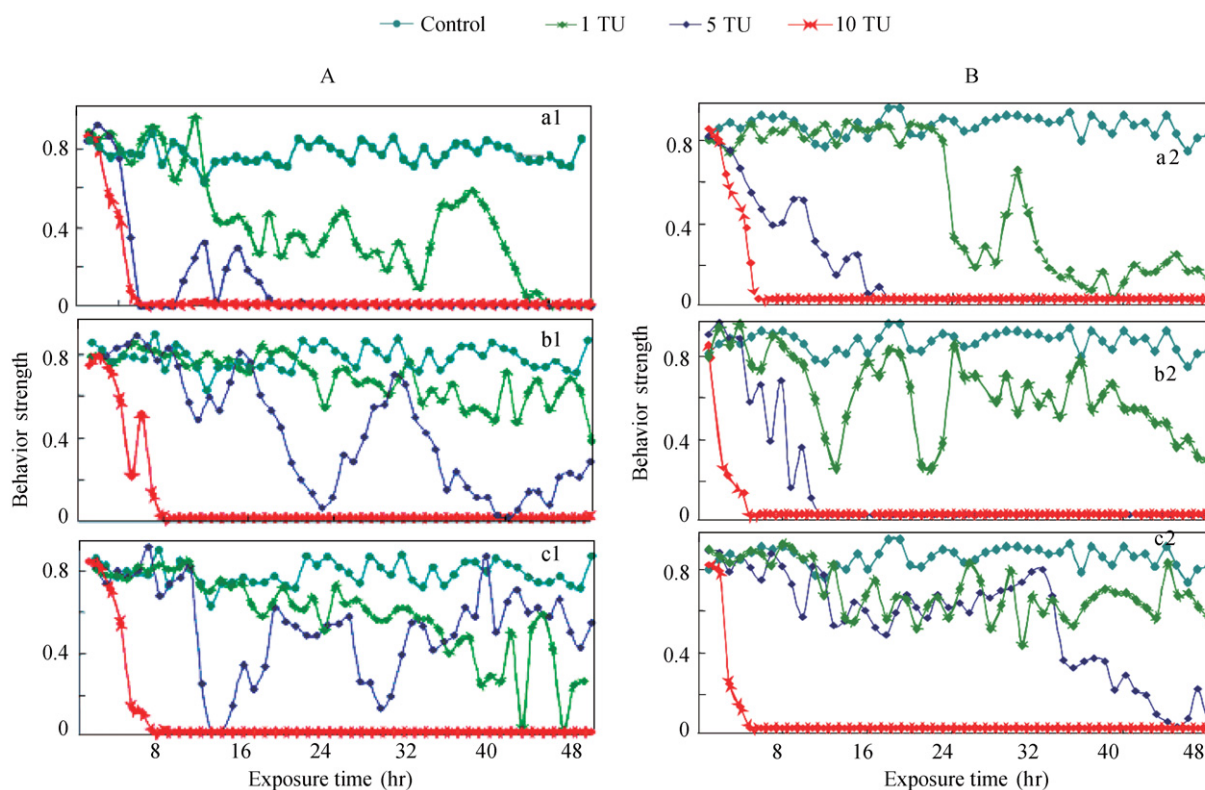 Control 1 TU 5 TU 10 TU
A B
a1
0.8
0.4
0
a2
0.8
0.4
0
Behavior strength
b1
0.8
0.4
0
Behavior strength
b2
0.8
0.4
0
c1
0.8
0.4
0
c2
0.8
0.4
0
8 16 24 32 40 48
Exposure time (hr)
8 16 24 32 40 48
Exposure time (hr)